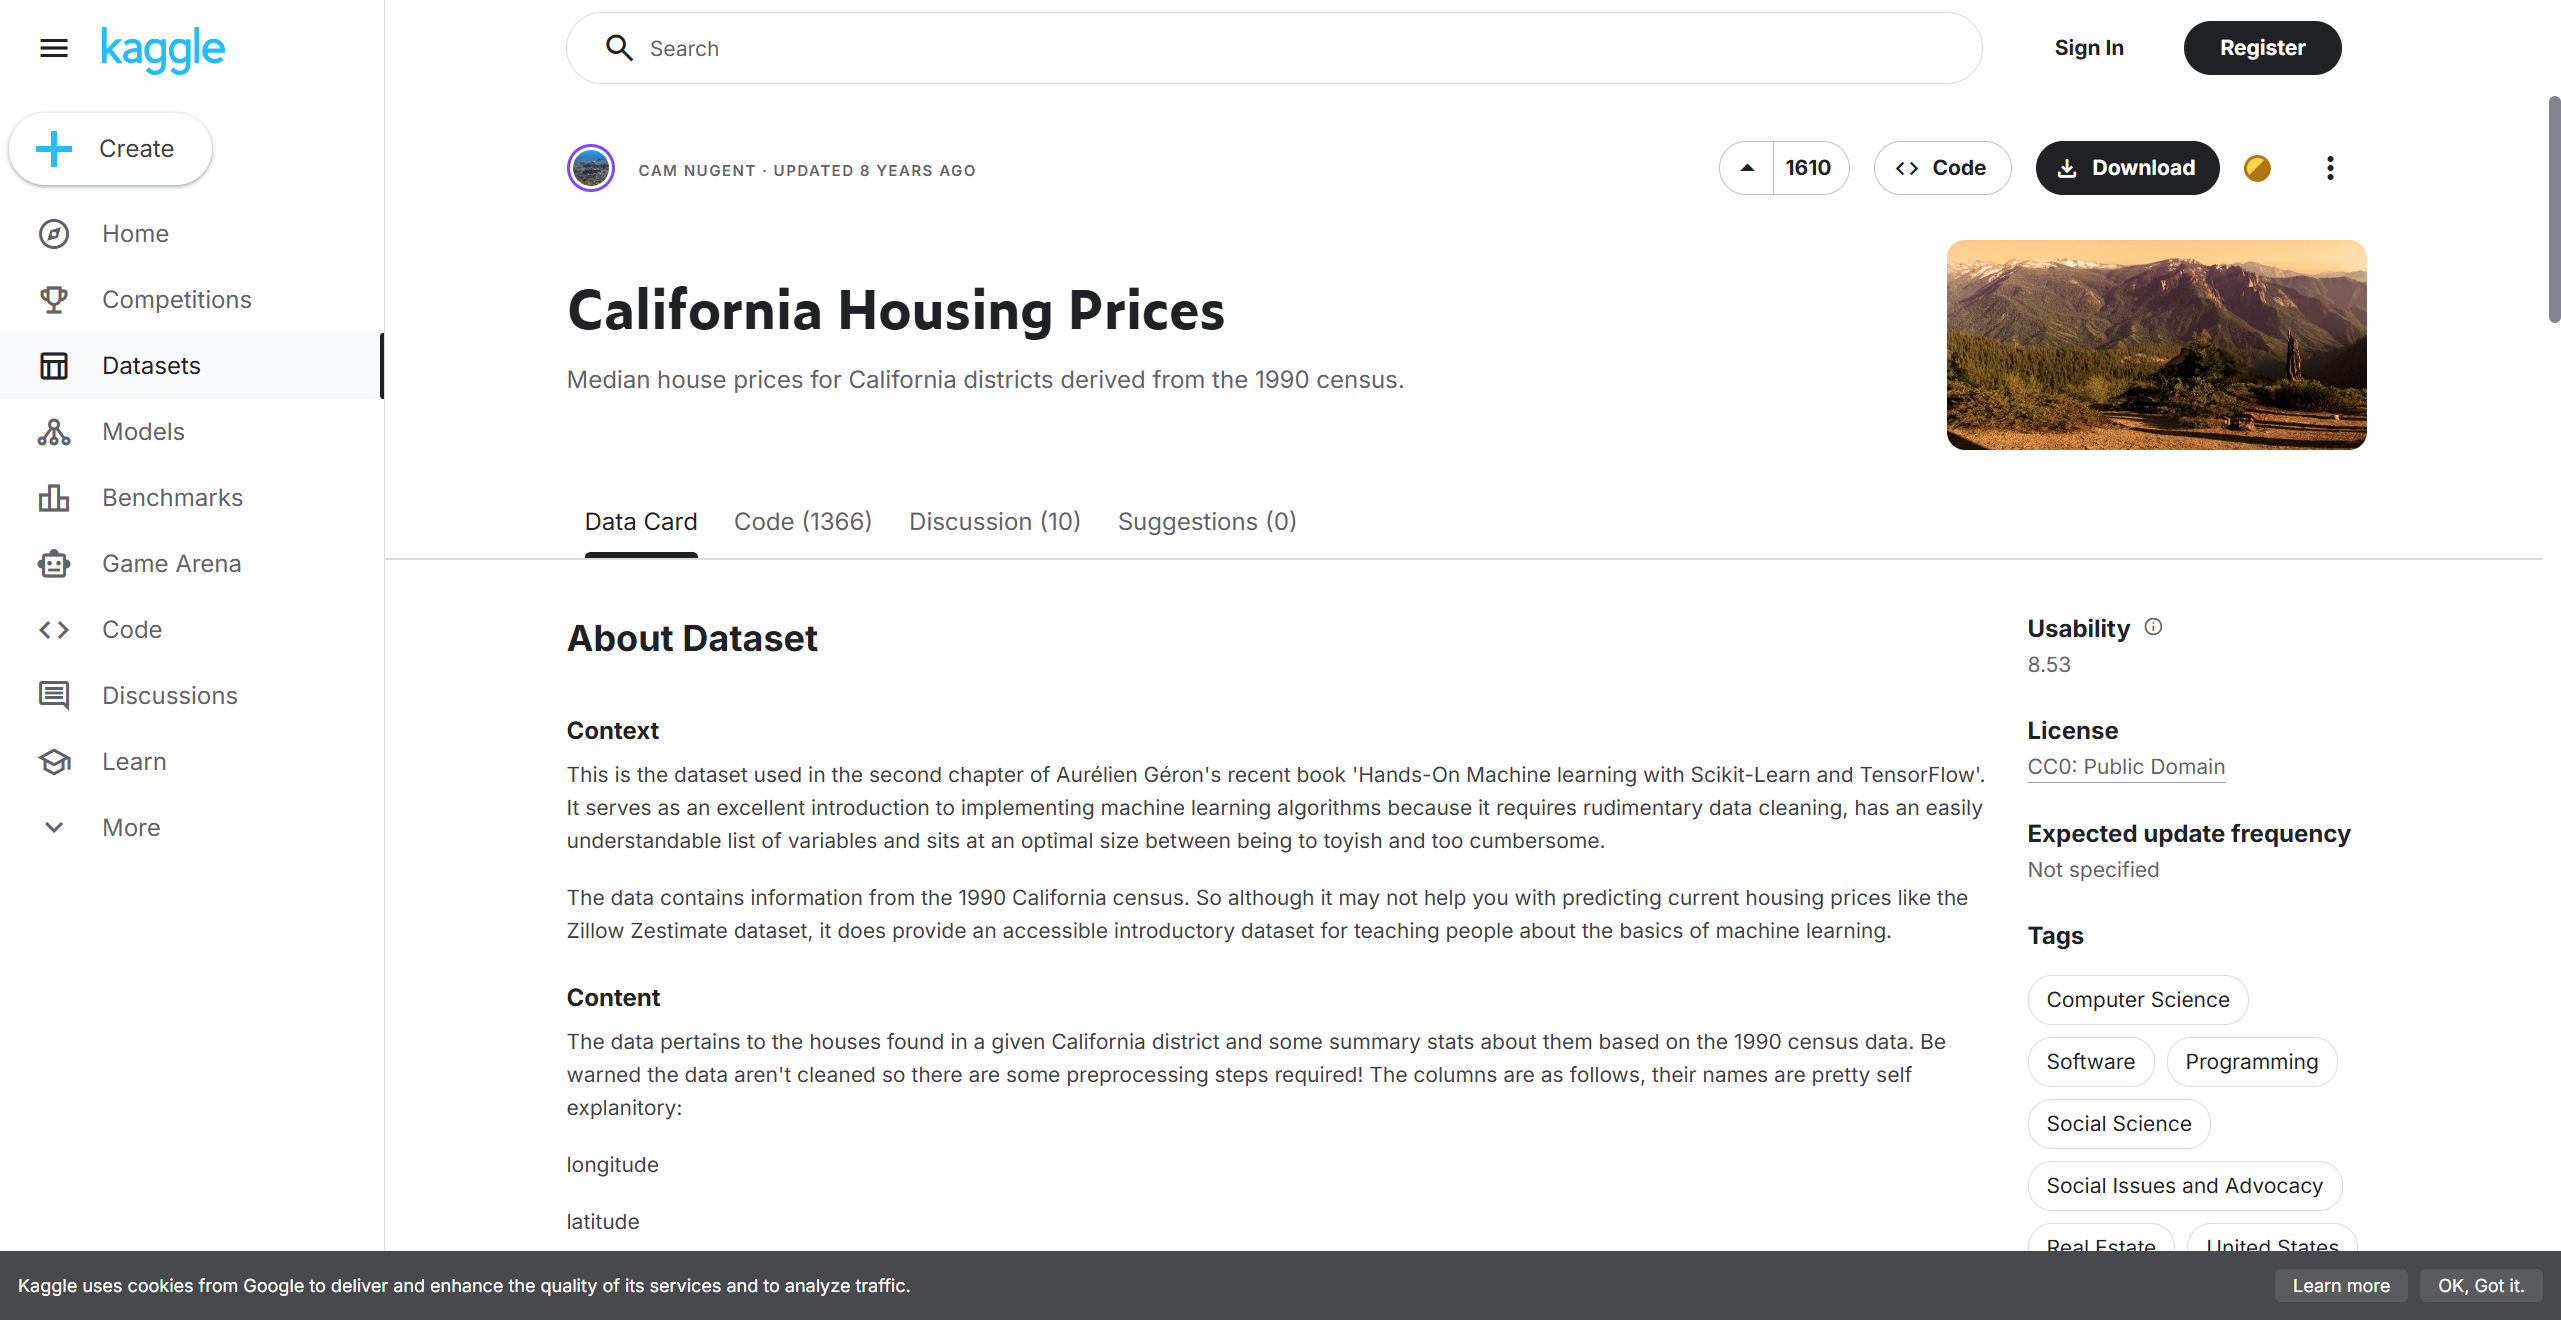 kaggle
Search
Sign In
Register
Create
Home
Competitions
Datasets
Models
Benchmarks
Game Arena
Code
Discussions
Learn
More
CAM NUGENT · UPDATED 8 YEARS AGO
1610
Code
Download
California Housing Prices
Median house prices for California districts derived from the 1990 census.
Data Card
Code (1366)
Discussion (10)
Suggestions (0)
About Dataset
Context
This is the dataset used in the second chapter of Aurélien Géron's recent book 'Hands-On Machine learning with Scikit-Learn and TensorFlow'.
It serves as an excellent introduction to implementing machine learning algorithms because it requires rudimentary data cleaning, has an easily
understandable list of variables and sits at an optimal size between being to toyish and too cumbersome.
The data contains information from the 1990 California census. So although it may not help you with predicting current housing prices like the
Zillow Zestimate dataset, it does provide an accessible introductory dataset for teaching people about the basics of machine learning.
Content
The data pertains to the houses found in a given California district and some summary stats about them based on the 1990 census data. Be
warned the data aren't cleaned so there are some preprocessing steps required! The columns are as follows, their names are pretty self
explanitory:
longitude
latitude
Usability
8.53
License
CC0: Public Domain
Expected update frequency
Not specified
Tags
Computer Science
Software
Programming
Social Science
Social Issues and Advocacy
Real Estate
United States
Kaggle uses cookies from Google to deliver and enhance the quality of its services and to analyze traffic.
Learn more
OK, Got it.